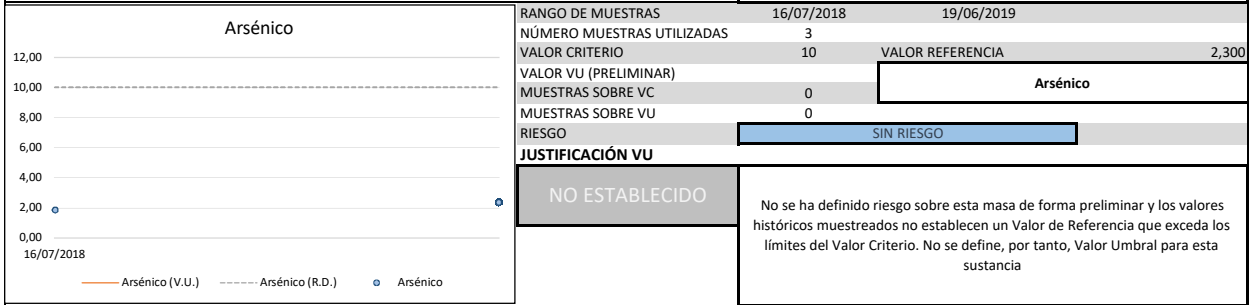 Arsénico
12,00
10,00
8,00
6,00
4,00
2,00
0,00
16/07/2018
Arsénico (V.U.) Arsénico (R.D.) Arsénico
RANGO DE MUESTRAS 16/07/2018 19/06/2019
NÚMERO MUESTRAS UTILIZADAS 3
VALOR CRITERIO 10 VALOR REFERENCIA 2,300
VALOR VU (PRELIMINAR)
Arsénico
MUESTRAS SOBRE VC 0
MUESTRAS SOBRE VU 0
RIESGO SIN RIESGO
JUSTIFICACIÓN VU
NO ESTABLECIDO
No se ha definido riesgo sobre esta masa de forma preliminar y los valores
históricos muestreados no establecen un Valor de Referencia que exceda los
límites del Valor Criterio. No se define, por tanto, Valor Umbral para esta
sustancia